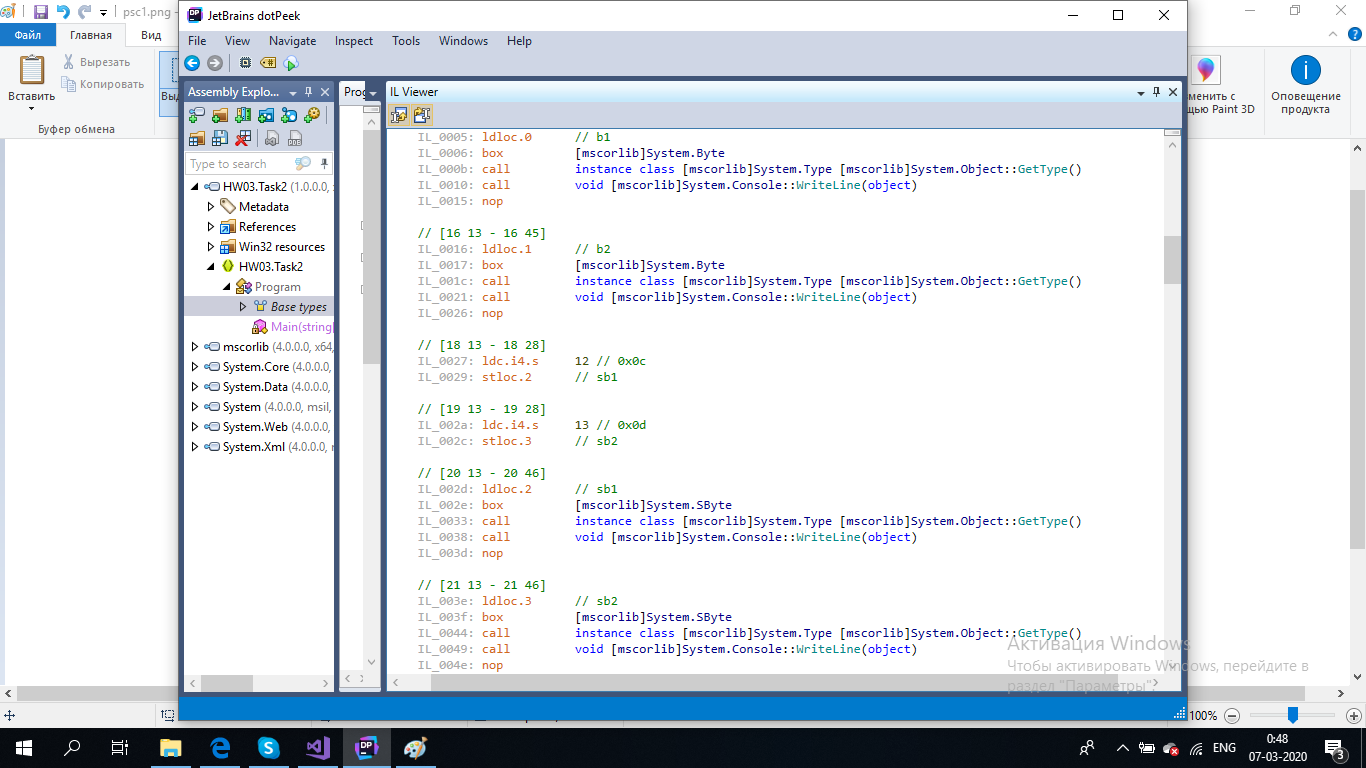 psc1.png -
JetBrains dotPeek
Файл
Главная
Вид
File View Navigate Inspect Tools Windows Help
Вырезать
Копировать
Вставить
Буфер обмена
Assembly Explo...
IL Viewer
Type to search
HW03.Task2 (1.0.0.0,
Metadata
References
Win32 resources
HW03.Task2
Program
Base types
Main(string
mscorlib (4.0.0.0, x64,
System.Core (4.0.0.0,
System.Data (4.0.0.0,
System (4.0.0.0, msil,
System.Web (4.0.0.0,
System.Xml (4.0.0.0,
IL_0005: ldloc.0 // b1
IL_0006: box [mscorlib]System.Byte
IL_000b: call instance class [mscorlib]System.Type [mscorlib]System.Object::GetType()
IL_0010: call void [mscorlib]System.Console::WriteLine(object)
IL_0015: nop
// [16 13 - 16 45]
IL_0016: ldloc.1 // b2
IL_0017: box [mscorlib]System.Byte
IL_001c: call instance class [mscorlib]System.Type [mscorlib]System.Object::GetType()
IL_0021: call void [mscorlib]System.Console::WriteLine(object)
IL_0026: nop
// [18 13 - 18 28]
IL_0027: ldc.i4.s 12 // 0x0c
IL_0029: stloc.2 // sb1
// [19 13 - 19 28]
IL_002a: ldc.i4.s 13 // 0x0d
IL_002c: stloc.3 // sb2
// [20 13 - 20 46]
IL_002d: ldloc.2 // sb1
IL_002e: box [mscorlib]System.SByte
IL_0033: call instance class [mscorlib]System.Type [mscorlib]System.Object::GetType()
IL_0038: call void [mscorlib]System.Console::WriteLine(object)
IL_003d: nop
// [21 13 - 21 46]
IL_003e: ldloc.3 // sb2
IL_003f: box [mscorlib]System.SByte
IL_0044: call instance class [mscorlib]System.Type [mscorlib]System.Object::GetType()
IL_0049: call void [mscorlib]System.Console::WriteLine(object)
IL_004e: nop
Оповещение
продукта
Paint 3D
Активация Windows
Чтобы активировать Windows, перейдите в
раздел "Параметры".
100%
ENG
0:48
07-03-2020
3